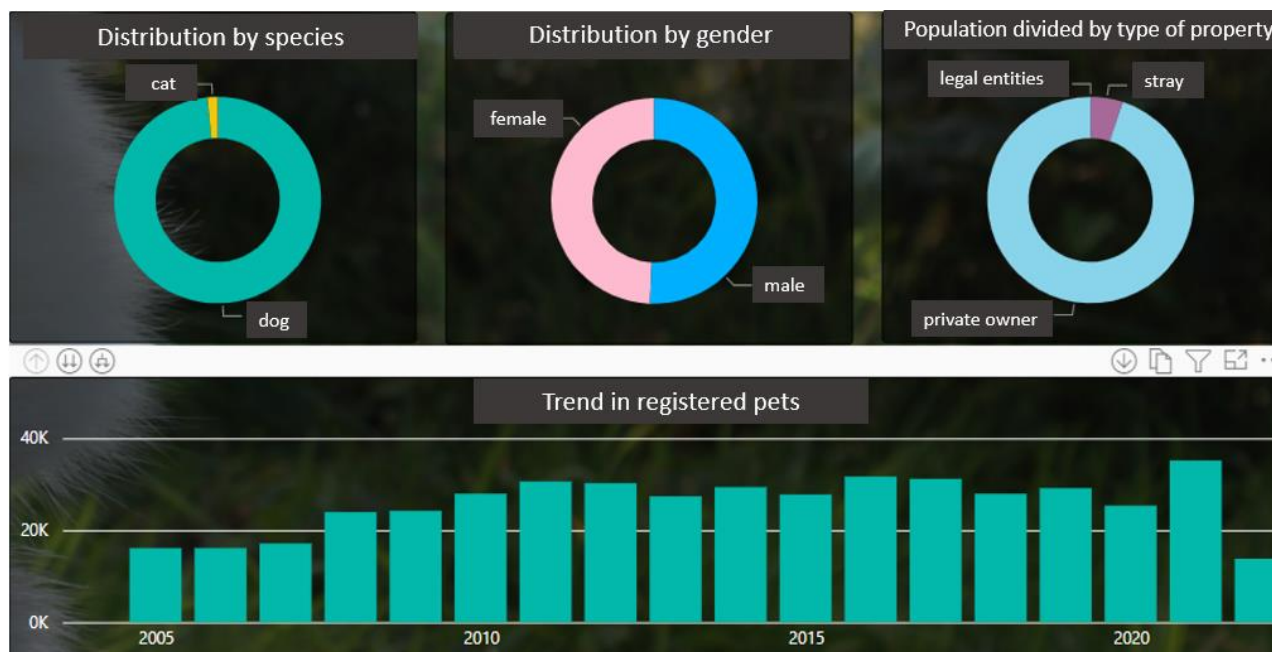 Distribution by species
Distribution by gender
Population divided by type of property
cat
dog
female
male
legal entities
stray
private owner
Trend in registered pets
40K
20K
0K
2005
2010
2015
2020